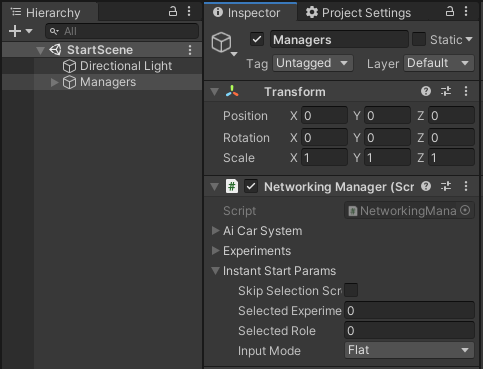 Hierarchy
All
StartScene
Directional Light
Managers
Inspector
Project Settings
Managers
Static
Tag Untagged Layer Default
Transform
Position X 0 Y 0 Z 0
Rotation X 0 Y 0 Z 0
Scale X 1 Y 1 Z 1
# Networking Manager (Scr
Script # NetworkingMana
Ai Car System
Experiments
Instant Start Params
Skip Selection Scr
Selected Experime 0
Selected Role 0
Input Mode Flat